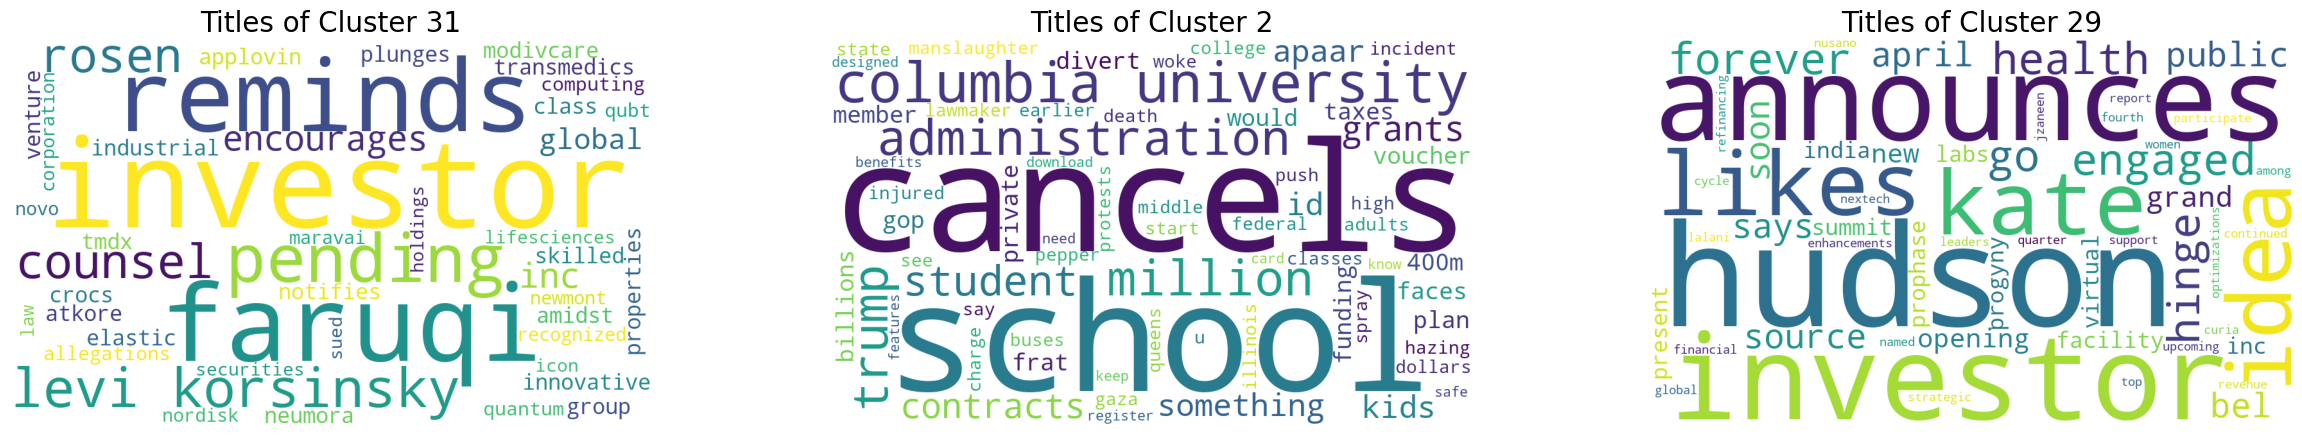 Titles of Cluster 31
rosen applovin plunges modivcare
reminds transmedics
computing
venture corporation class qubt
industrial encourages global
investor
novo holdings
tmdx maravai lifesciences
counsel pending skilled
inc properties
crocs notifies newmont
atkore faruqi amidst
law elastic sued recognized
allegations securities icon
levi korsinsky innovative
nordisk neumora quantum group
Titles of Cluster 2
state manslaughter college apaar incident
designed divert woke
columbia university
member lawmaker earlier death would taxes
administration grants
voucher
benefits download
private protests push
injured cancels
gop middle id high
start federal adults
need
see pepper card classes know 400m
billions trump student million funding faces
features say spray plan
school
charge buses queens u illinois hazing
frat dollars
keep safe
contracts gaza something kids
register
Titles of Cluster 29
forever nusano april health public
announces
refinancing soon report
jzaneen fourth participate
india new labs go women
likes engaged among
cycle nextech kate grand
says summit hinge idea
lalani enhancements leaders quarter support continued
hudson
prophase progyny virtual optimizations
present source opening facility curia
financial named upcoming inc
investor
global top revenue
strategic bel